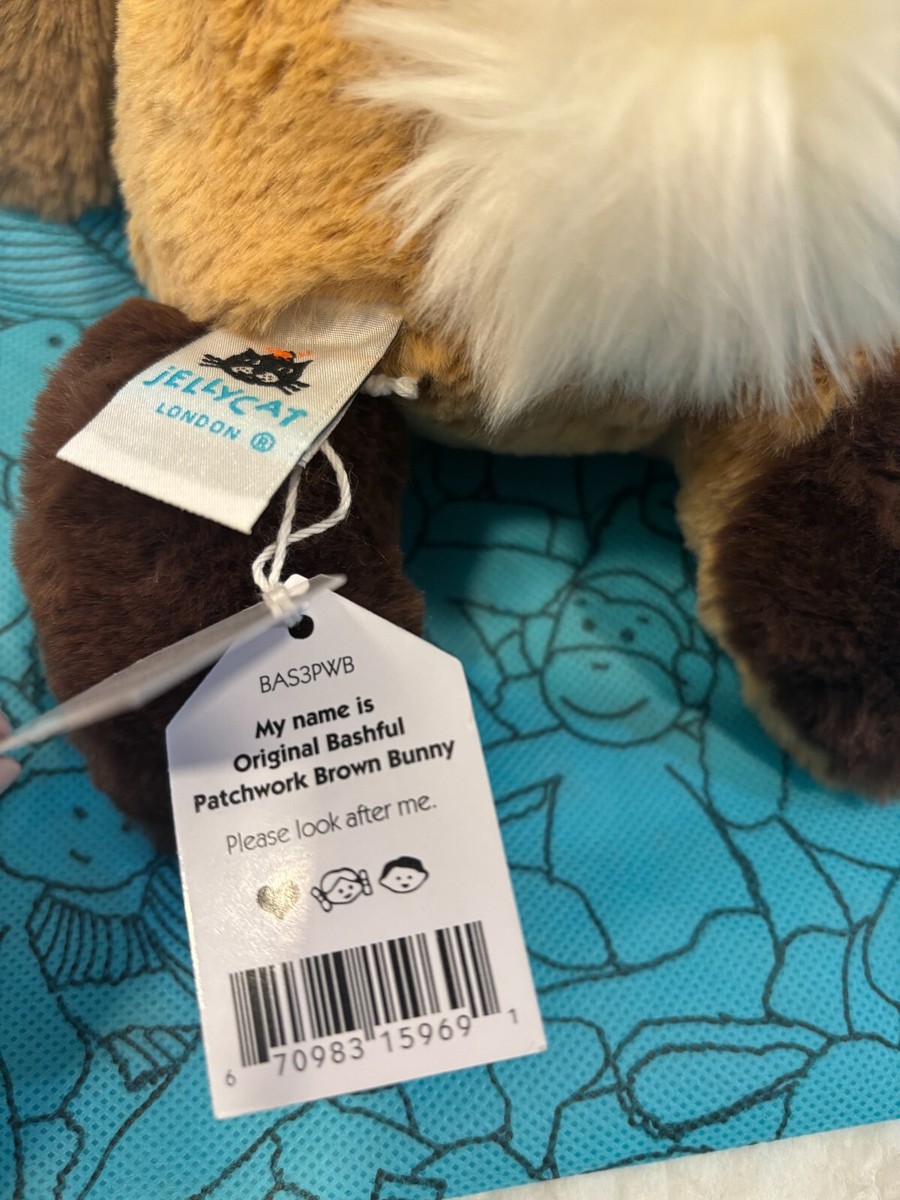 jELLYCAT
LONDON ®
BAS3PWB
My name is
Original Bashful
Patchwork Brown Bunny
Please look after me.
6 70983 15969 1